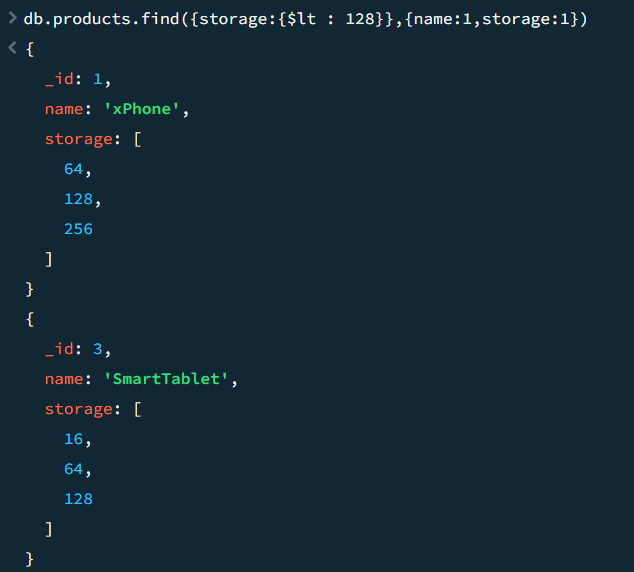 > db.products.find({storage:{$lt : 128}},{name:1,storage:1})
< {
_id: 1,
name: 'xPhone',
storage: [
64,
128,
256
]
}
{
_id: 3,
name: 'SmartTablet',
storage: [
16,
64,
128
]
}